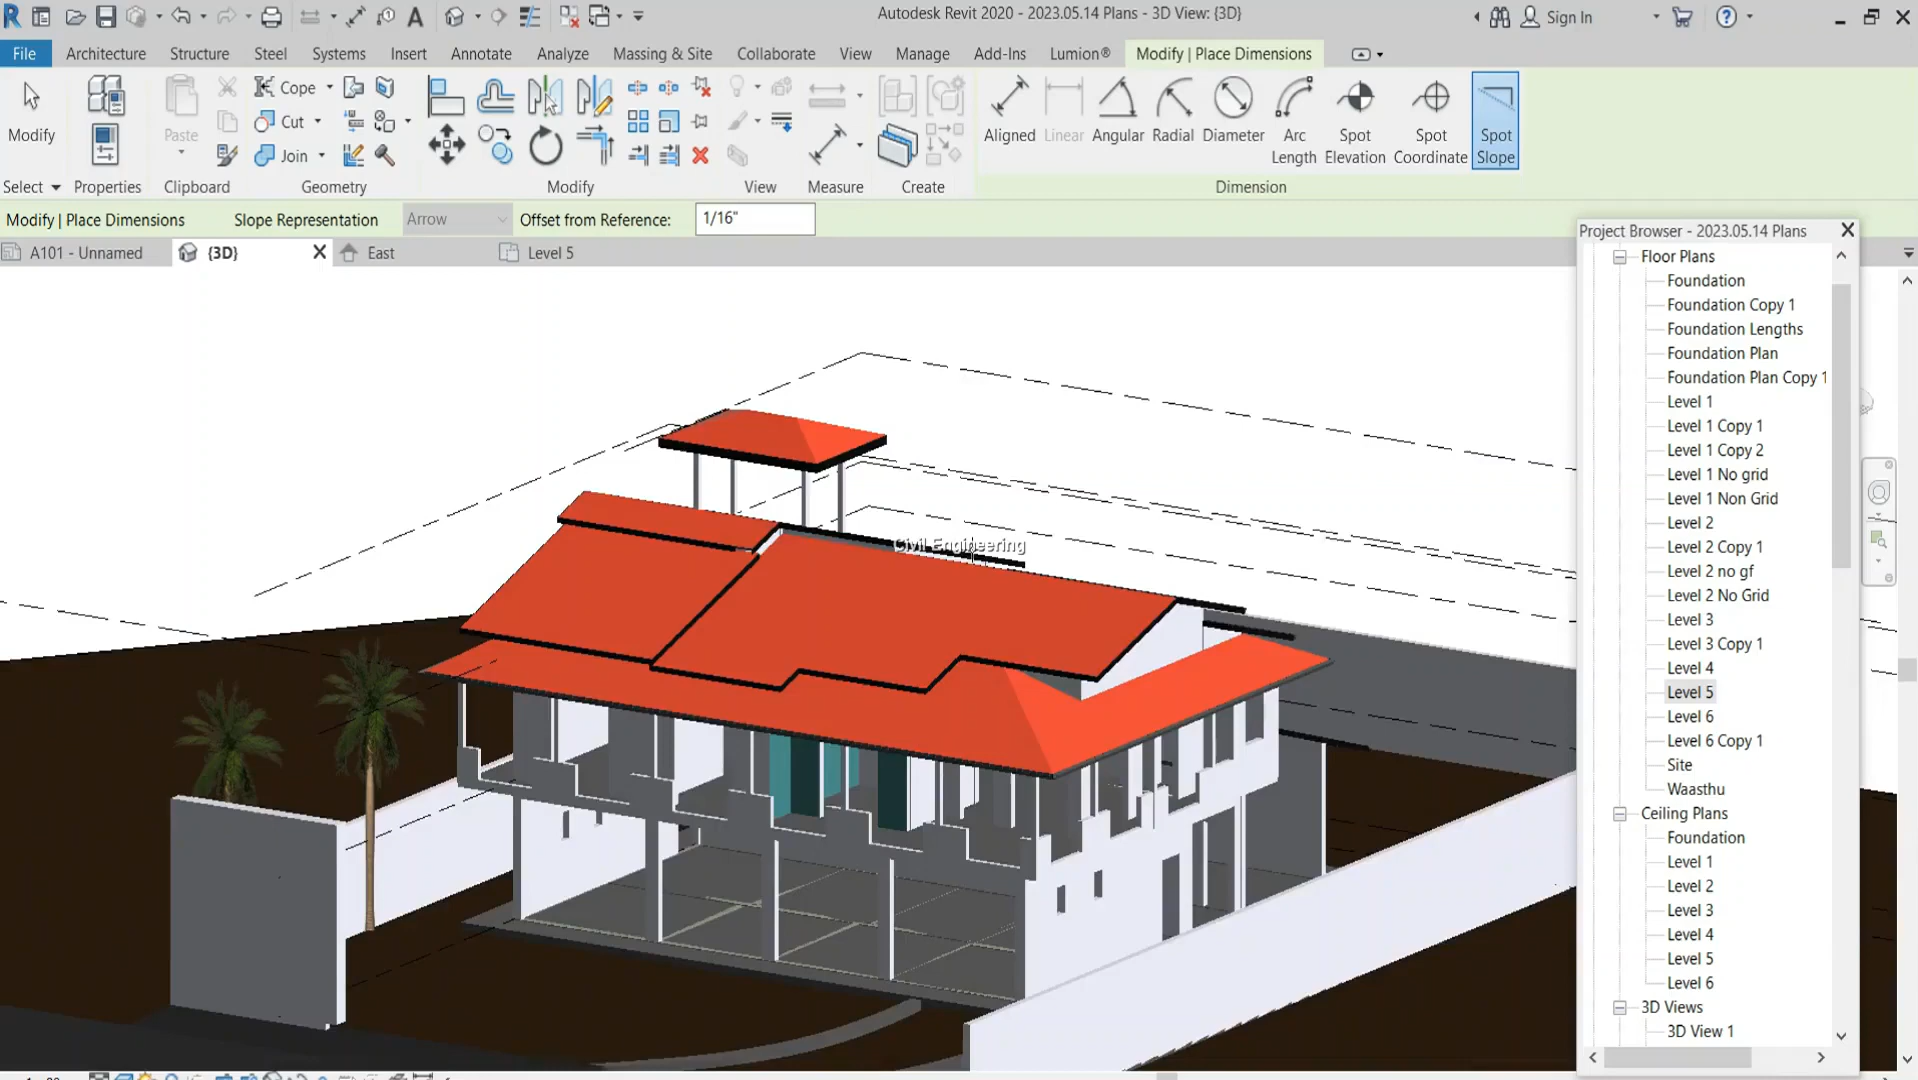 Autodesk Revit 2020 - 2023.05.14 Plans - 3D View: {3D}
Sign In
File Architecture Structure Steel Systems Insert Annotate Analyze Massing & Site Collaborate View Manage Add-Ins Lumion® Modify | Place Dimensions
Modify
Paste
Cope
Cut
Join
Aligned Linear Angular Radial Diameter Arc Length Spot Elevation Spot Coordinate Spot Slope
Select Properties Clipboard Geometry Modify View Measure Create Dimension
Modify | Place Dimensions Slope Representation Arrow Offset from Reference: 1/16"
A101 - Unnamed {3D} East Level 5
Project Browser - 2023.05.14 Plans
Floor Plans
Foundation
Foundation Copy 1
Foundation Lengths
Foundation Plan
Foundation Plan Copy 1
Level 1
Level 1 Copy 1
Level 1 Copy 2
Level 1 No grid
Level 1 Non Grid
Level 2
Level 2 Copy 1
Level 2 no gf
Level 2 No Grid
Level 3
Level 3 Copy 1
Level 4
Level 5
Level 6
Level 6 Copy 1
Site
Waasthu
Ceiling Plans
Foundation
Level 1
Level 2
Level 3
Level 4
Level 5
Level 6
3D Views
3D View 1
Civil Engineering